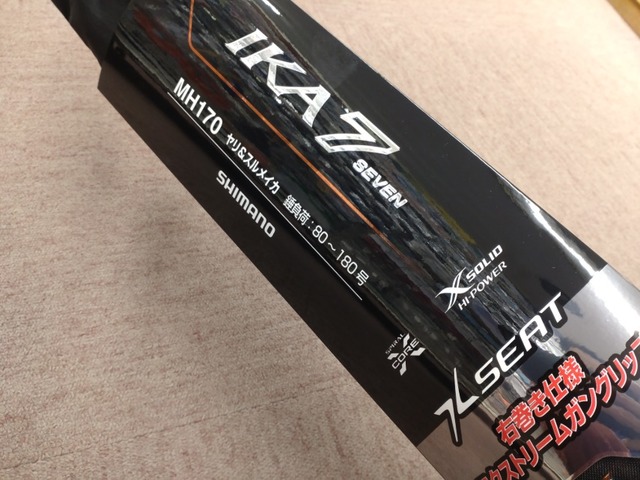 IKA 7
SEVEN
MH170 ヤリ&スルメイカ 錘負荷:80～180号
SHIMANO
X SOLID
HI-POWER
SPIRAL
X CORE
X SEAT
右巻き仕様
クストリームガングリップ